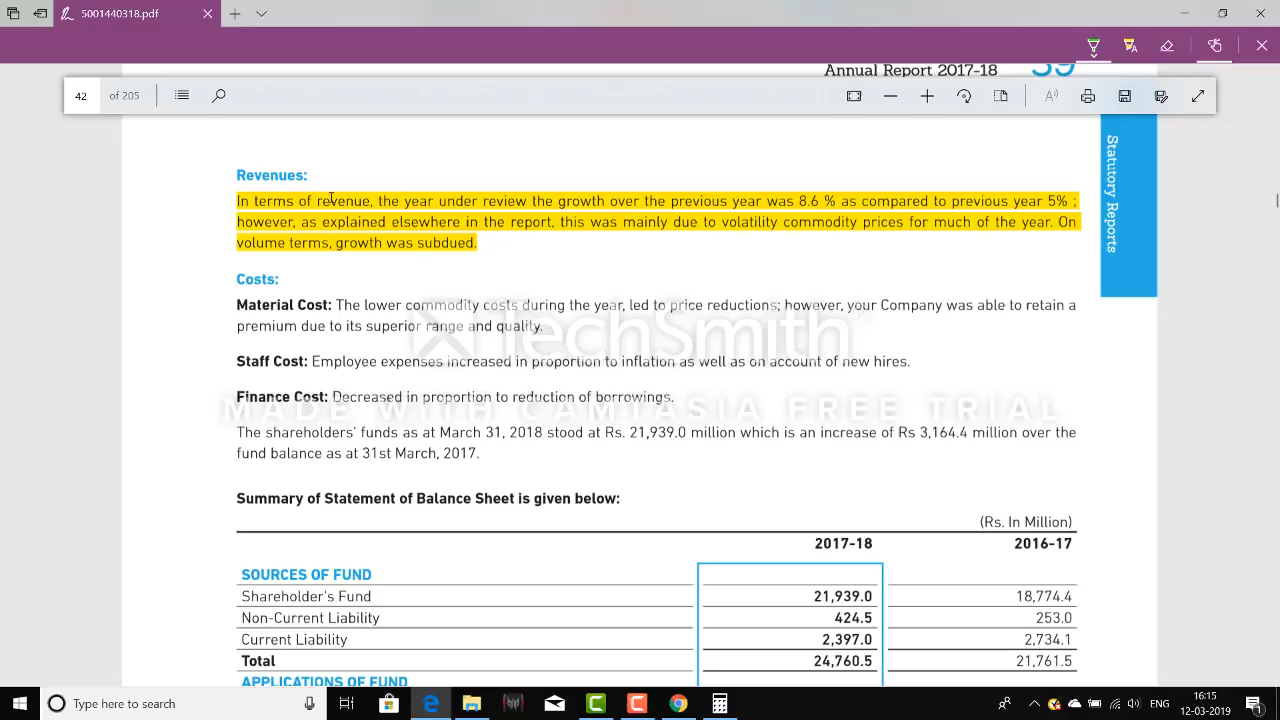 5001440318.pdf
Annual Report 2017-18 39
42 of 205
Statutory Reports
Revenues:
In terms of revenue, the year under review the growth over the previous year was 8.6 % as compared to previous year 5% ;
however, as explained elsewhere in the report, this was mainly due to volatility commodity prices for much of the year. On
volume terms, growth was subdued.
Costs:
Material Cost: The lower commodity costs during the year, led to price reductions; however, your Company was able to retain a
premium due to its superior range and quality.
TechSmith
Staff Cost: Employee expenses increased in proportion to inflation as well as on account of new hires.
Finance Cost: Decreased in proportion to reduction of borrowings.
MADE WITH CAMTASIA FREE TRIAL
The shareholders' funds as at March 31, 2018 stood at Rs. 21,939.0 million which is an increase of Rs 3,164.4 million over the
fund balance as at 31st March, 2017.
Summary of Statement of Balance Sheet is given below:
(Rs. In Million)
2017-18 2016-17
SOURCES OF FUND
Shareholder's Fund 21,939.0 18,774.4
Non-Current Liability 424.5 253.0
Current Liability 2,397.0 2,734.1
Total 24,760.5 21,761.5
APPLICATIONS OF FUND
Type here to search
ENG
16:15
12-03-2019
1